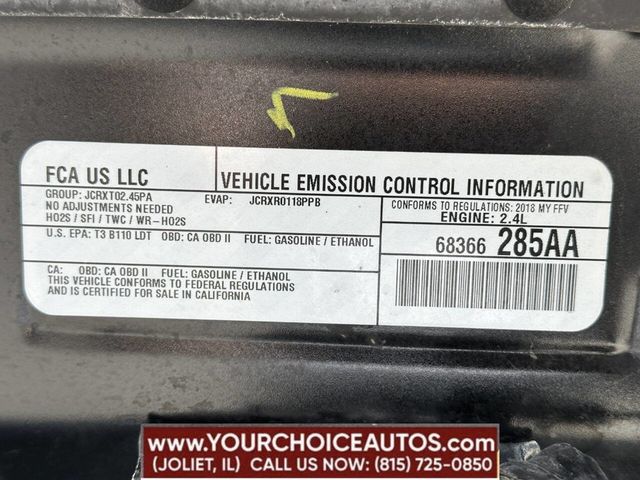 FCA US LLC
VEHICLE EMISSION CONTROL INFORMATION
GROUP: JCRXT02.45PA EVAP: JCRXR0118PPB
NO ADJUSTMENTS NEEDED
HO2S / SFI / TWC / WR-HO2S
CONFORMS TO REGULATIONS: 2018 MY FFV
ENGINE: 2.4L
U.S. EPA: T3 B110 LDT OBD: CA OBD II FUEL: GASOLINE / ETHANOL
68366 285AA
CA: OBD: CA OBD II FUEL: GASOLINE / ETHANOL
THIS VEHICLE CONFORMS TO FEDERAL REGULATIONS
AND IS CERTIFIED FOR SALE IN CALIFORNIA
WWW.YOURCHOICEAUTOS.COM
(JOLIET, IL) CALL US NOW: (815) 725-0850